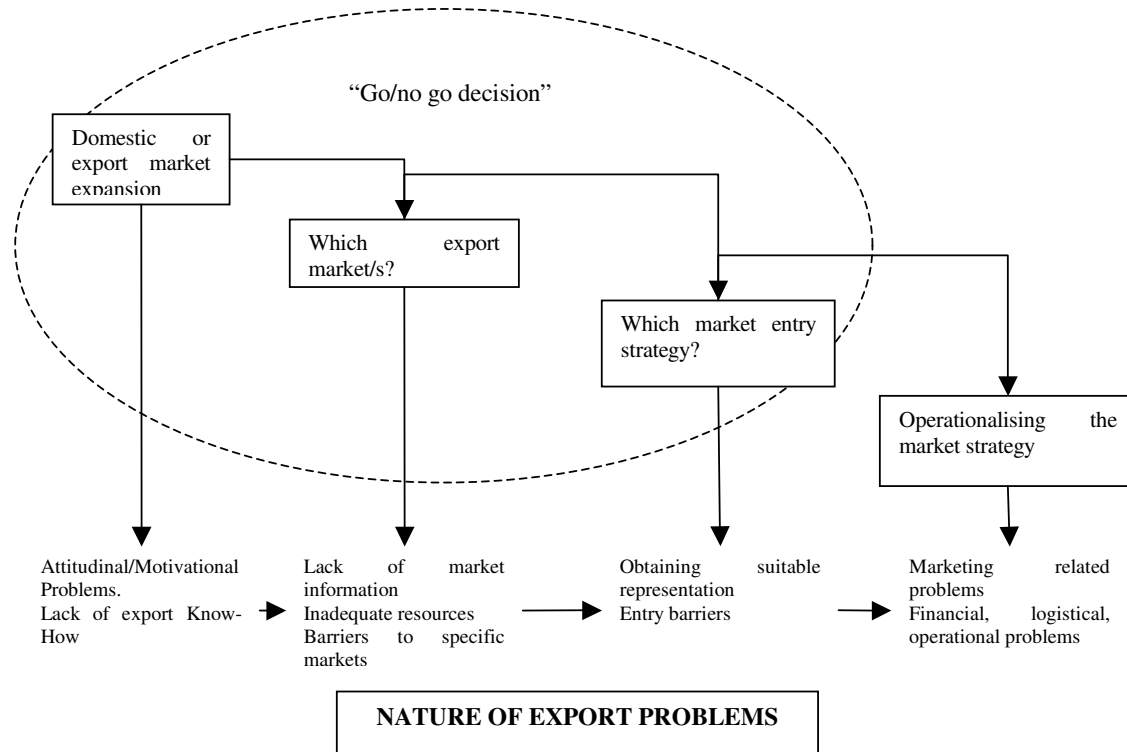 “Go/no go decision”
Domestic or
export market
expansion
Which export
market/s?
Which market entry
strategy?
Operationalising the
market strategy
Attitudinal/Motivational
Problems.
Lack of export Know-
How
Lack of market
information
Inadequate resources
Barriers to specific
markets
Obtaining suitable
representation
Entry barriers
Marketing related
problems
Financial, logistical,
operational problems
NATURE OF EXPORT PROBLEMS